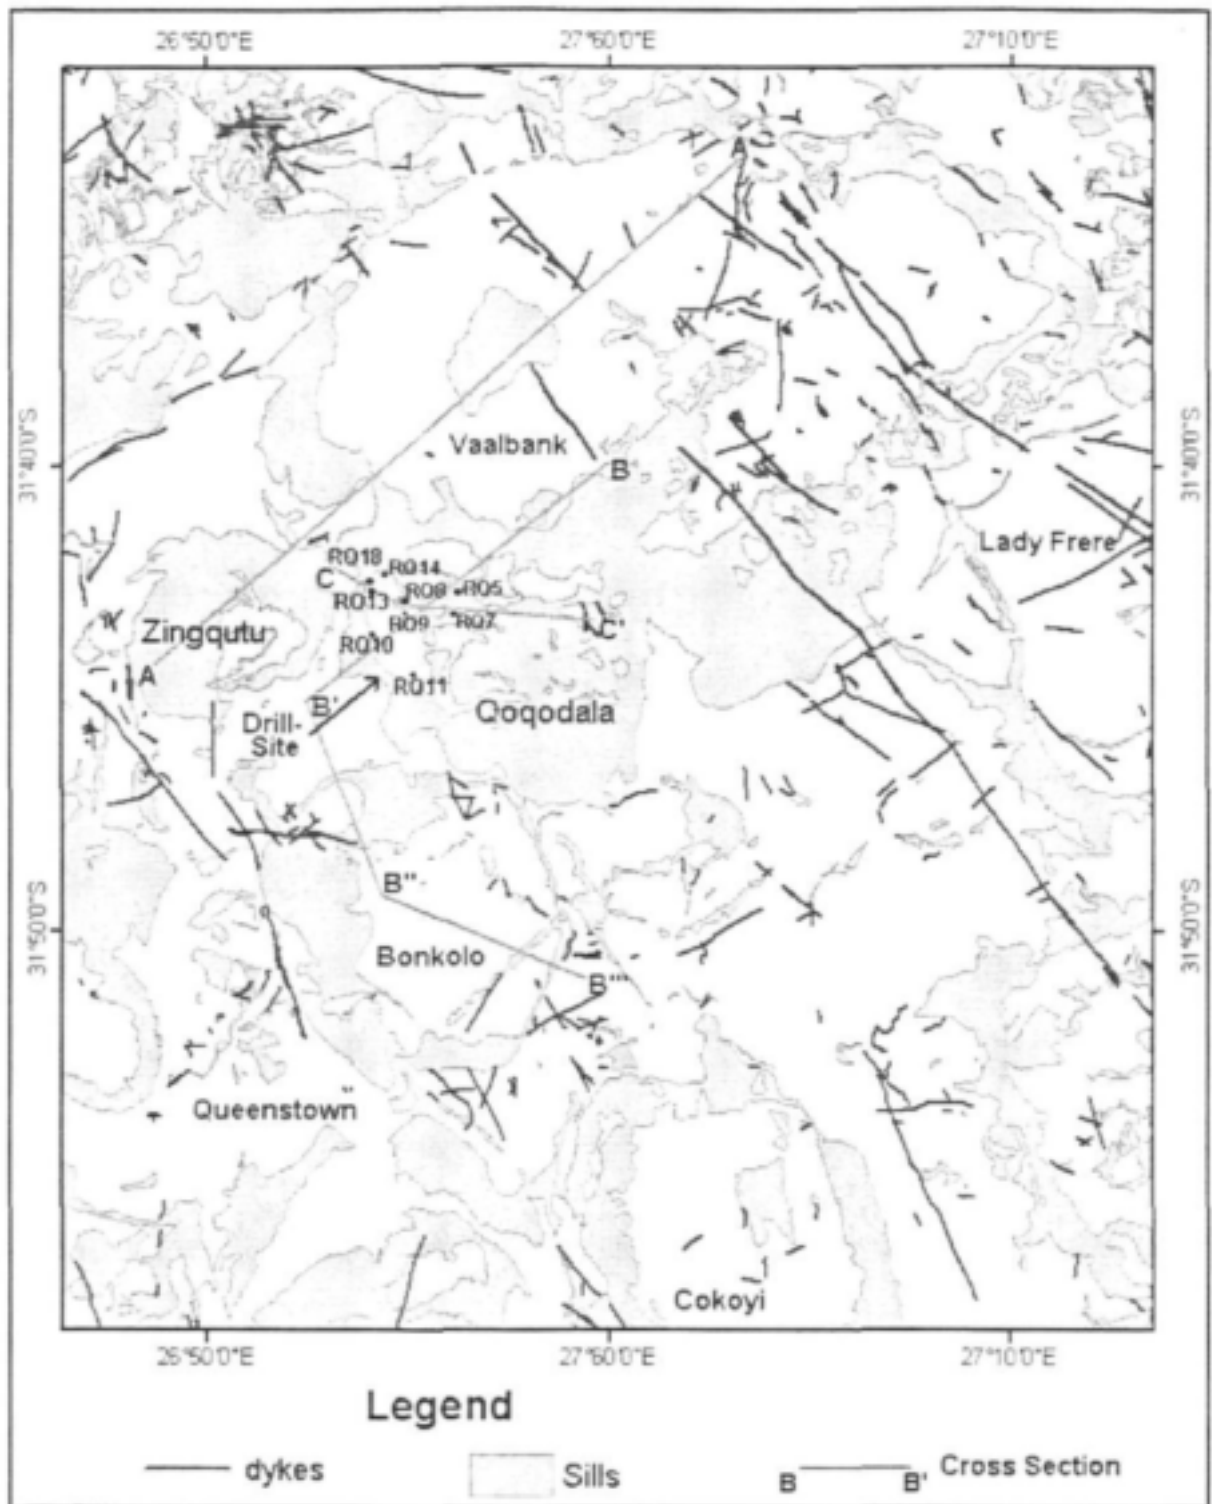 26°50'0"E
27°60'0"E
27°10'0"E
A
31°40'0"S
31°40'0"S
Vaalbank
B
Lady Frere
RO18
RO14
C
RO8
RO5
RO13
Zingqutu
RO9
RO7
C'
RO10
A
RO11
B'
Qoqodala
Drill-
Site
B''
31°50'0"S
31°50'0"S
Bonkolo
B'''
Queenstown
Cokoyi
26°50'0"E
27°60'0"E
27°10'0"E
Legend
dykes
Sills
B
B'
Cross Section